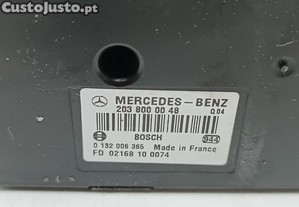 CustoJusto.pt
MERCEDES-BENZ
203 800 00 48
Q04
BOSCH
0 132 006 365 Made in France
FD 02168 10 0074